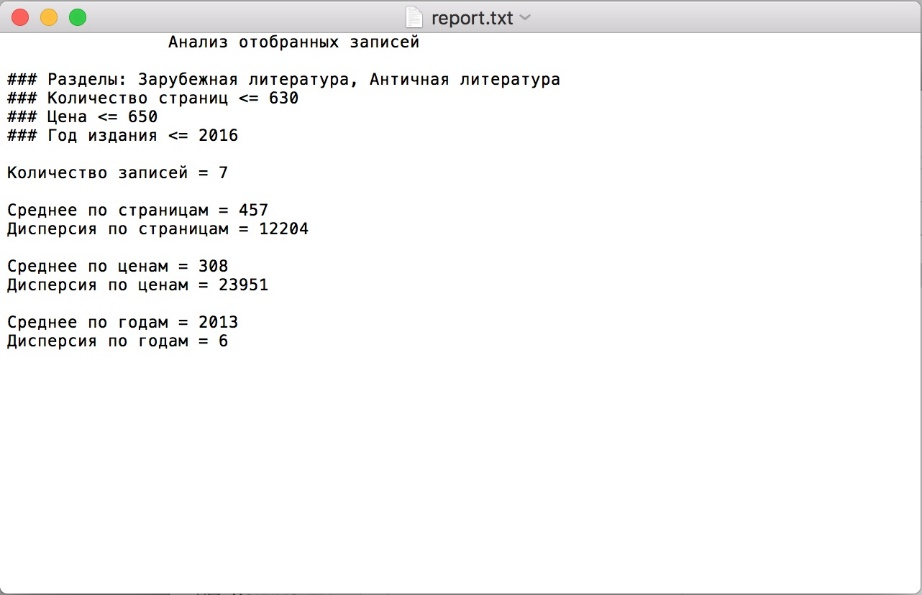 report.txt
Анализ отобранных записей
### Разделы: Зарубежная литература, Античная литература
### Количество страниц <= 630
### Цена <= 650
### Год издания <= 2016
Количество записей = 7
Среднее по страницам = 457
Дисперсия по страницам = 12204
Среднее по ценам = 308
Дисперсия по ценам = 23951
Среднее по годам = 2013
Дисперсия по годам = 6